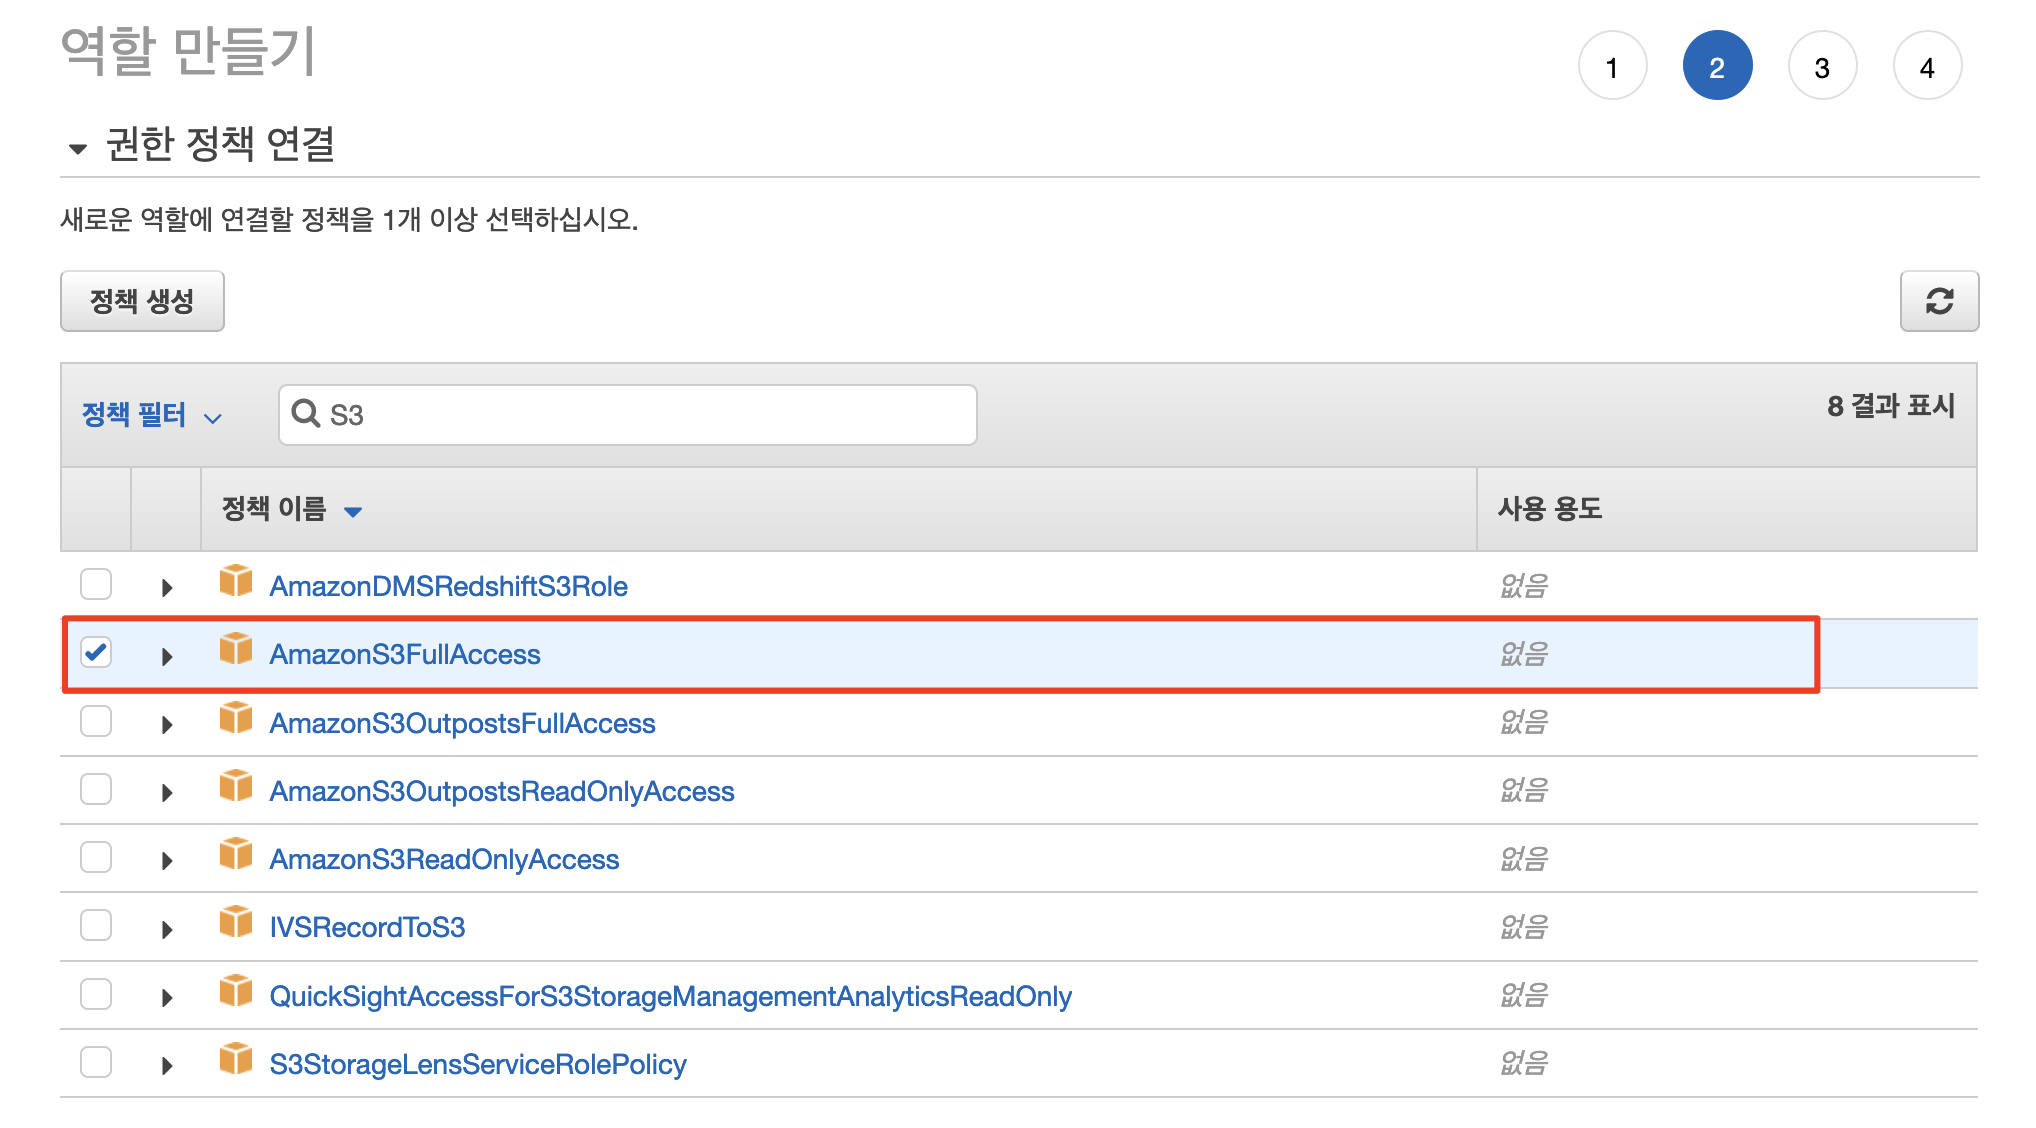 역할 만들기
1 2 3 4
권한 정책 연결
새로운 역할에 연결할 정책을 1개 이상 선택하십시오.
정책 생성
정책 필터 S3 8 결과 표시
정책 이름 사용 용도
AmazonDMSRedshiftS3Role 없음
AmazonS3FullAccess 없음
AmazonS3OutpostsFullAccess 없음
AmazonS3OutpostsReadOnlyAccess 없음
AmazonS3ReadOnlyAccess 없음
IVSRecordToS3 없음
QuickSightAccessForS3StorageManagementAnalyticsReadOnly 없음
S3StorageLensServiceRolePolicy 없음